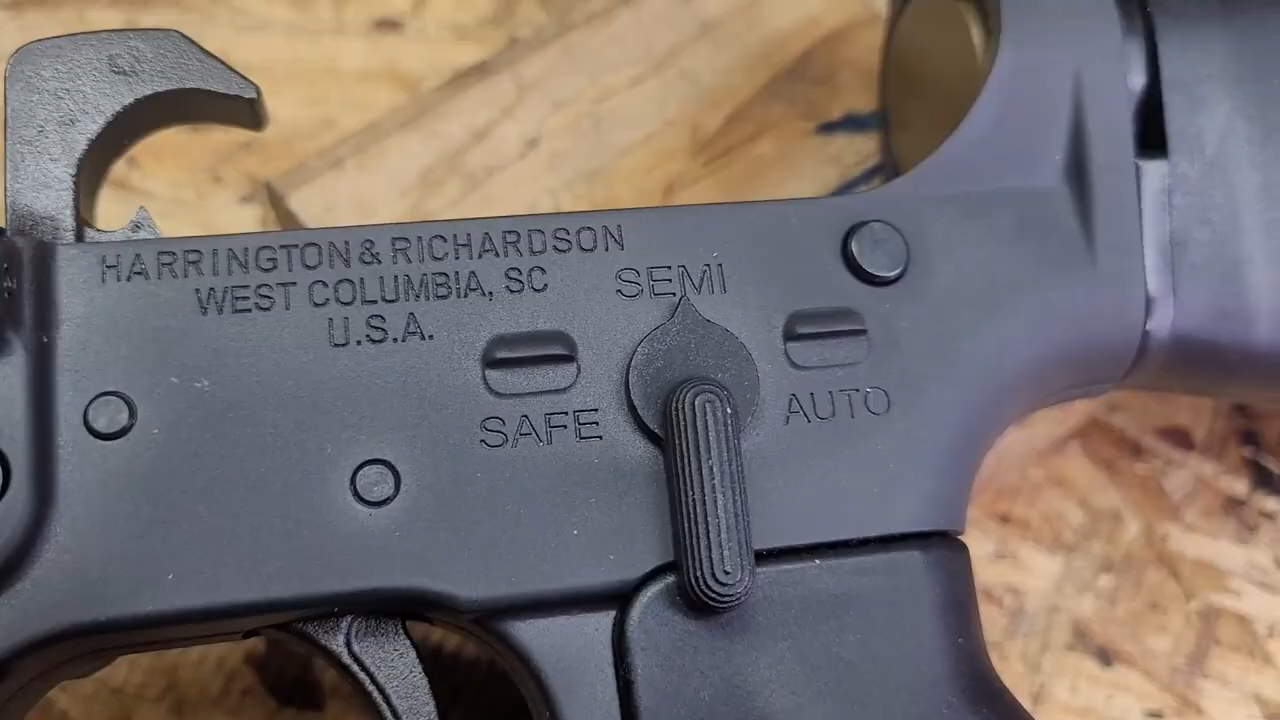 HARRINGTON & RICHARDSON
WEST COLUMBIA, SC
U.S.A.
SEMI
SAFE
AUTO